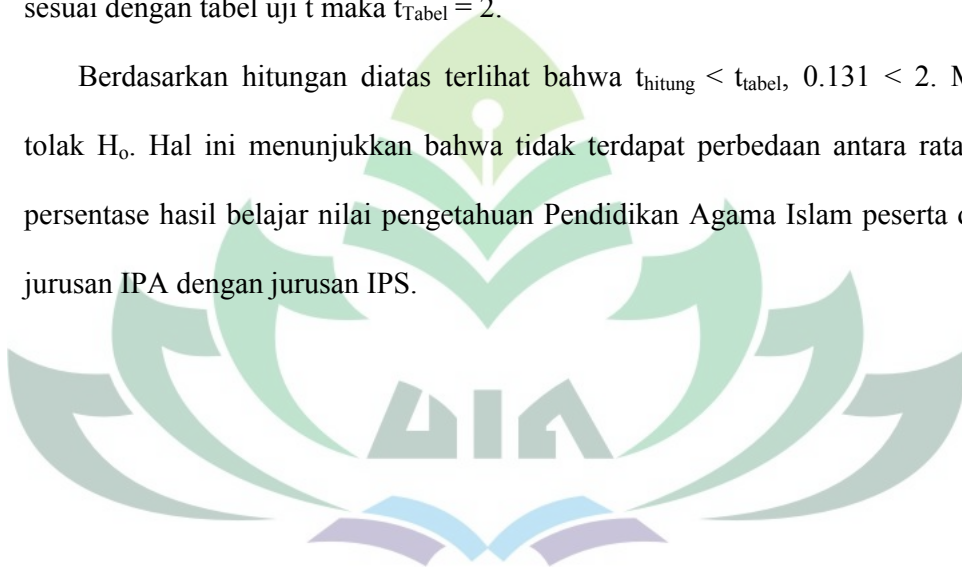 sesuai dengan tabel uji t maka tTabel = 2.
Berdasarkan hitungan diatas terlihat bahwa thitung < ttabel, 0.131 < 2. M
tolak Ho. Hal ini menunjukkan bahwa tidak terdapat perbedaan antara rata
persentase hasil belajar nilai pengetahuan Pendidikan Agama Islam peserta
jurusan IPA dengan jurusan IPS.
UIN